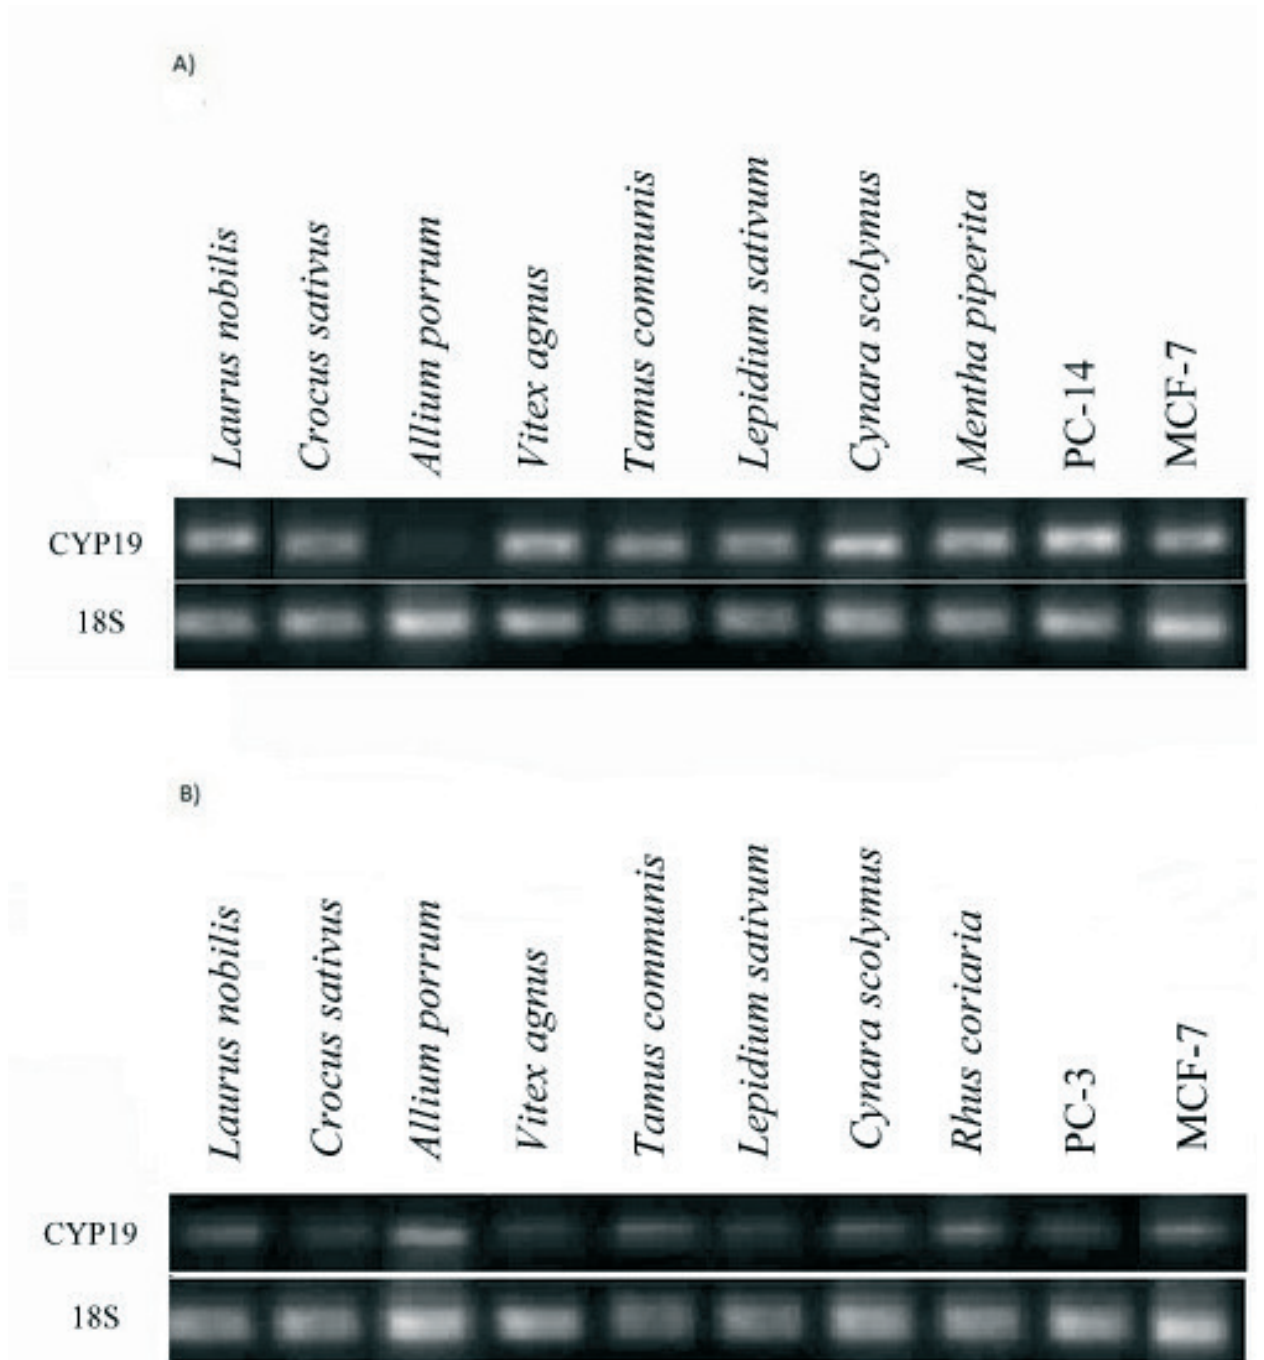 A)
Laurus nobilis
Crocus sativus
Allium porrum
Vitex agnus
Tamus communis
Lepidium sativum
Cynara scolymus
Mentha piperita
PC-14
MCF-7
CYP19
18S
B)
Laurus nobilis
Crocus sativus
Allium porrum
Vitex agnus
Tamus communis
Lepidium sativum
Cynara scolymus
Rhus coriaria
PC-3
MCF-7
CYP19
18S